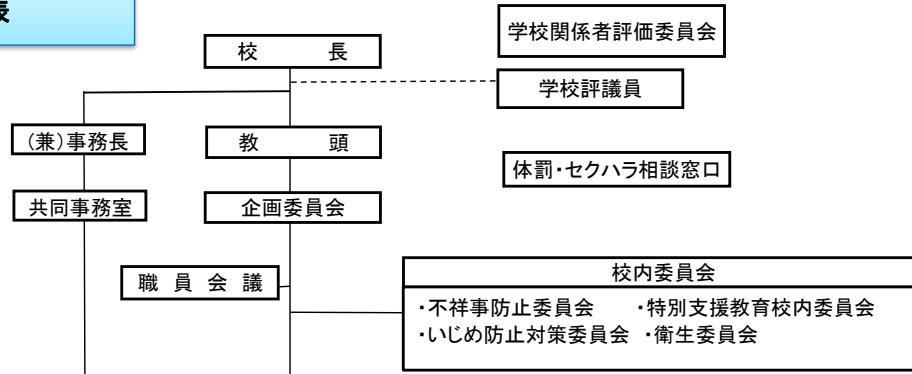 表
学校関係者評価委員会
校　　　長
学校評議員
(兼)事務長
教　　　頭
体罰・セクハラ相談窓口
共同事務室
企画委員会
職　員　会　議
校内委員会
・不祥事防止委員会　　・特別支援教育校内委員会
・いじめ防止対策委員会　・衛生委員会